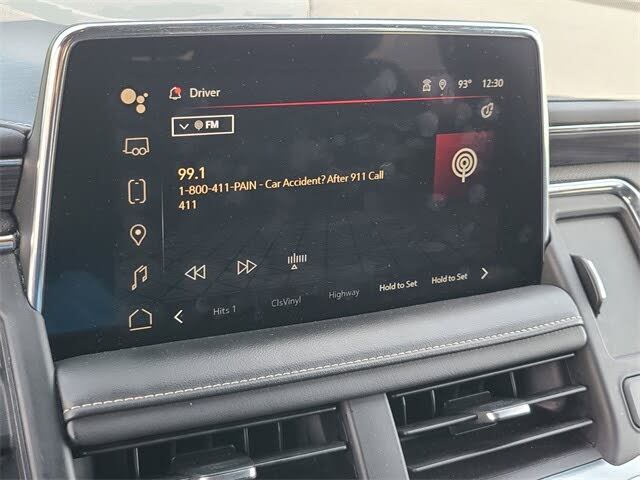 Driver
93° 12:30
FM
99.1
1-800-411-PAIN - Car Accident? After 911 Call
411
Hits 1 ClsVinyl Highway Hold to Set Hold to Set